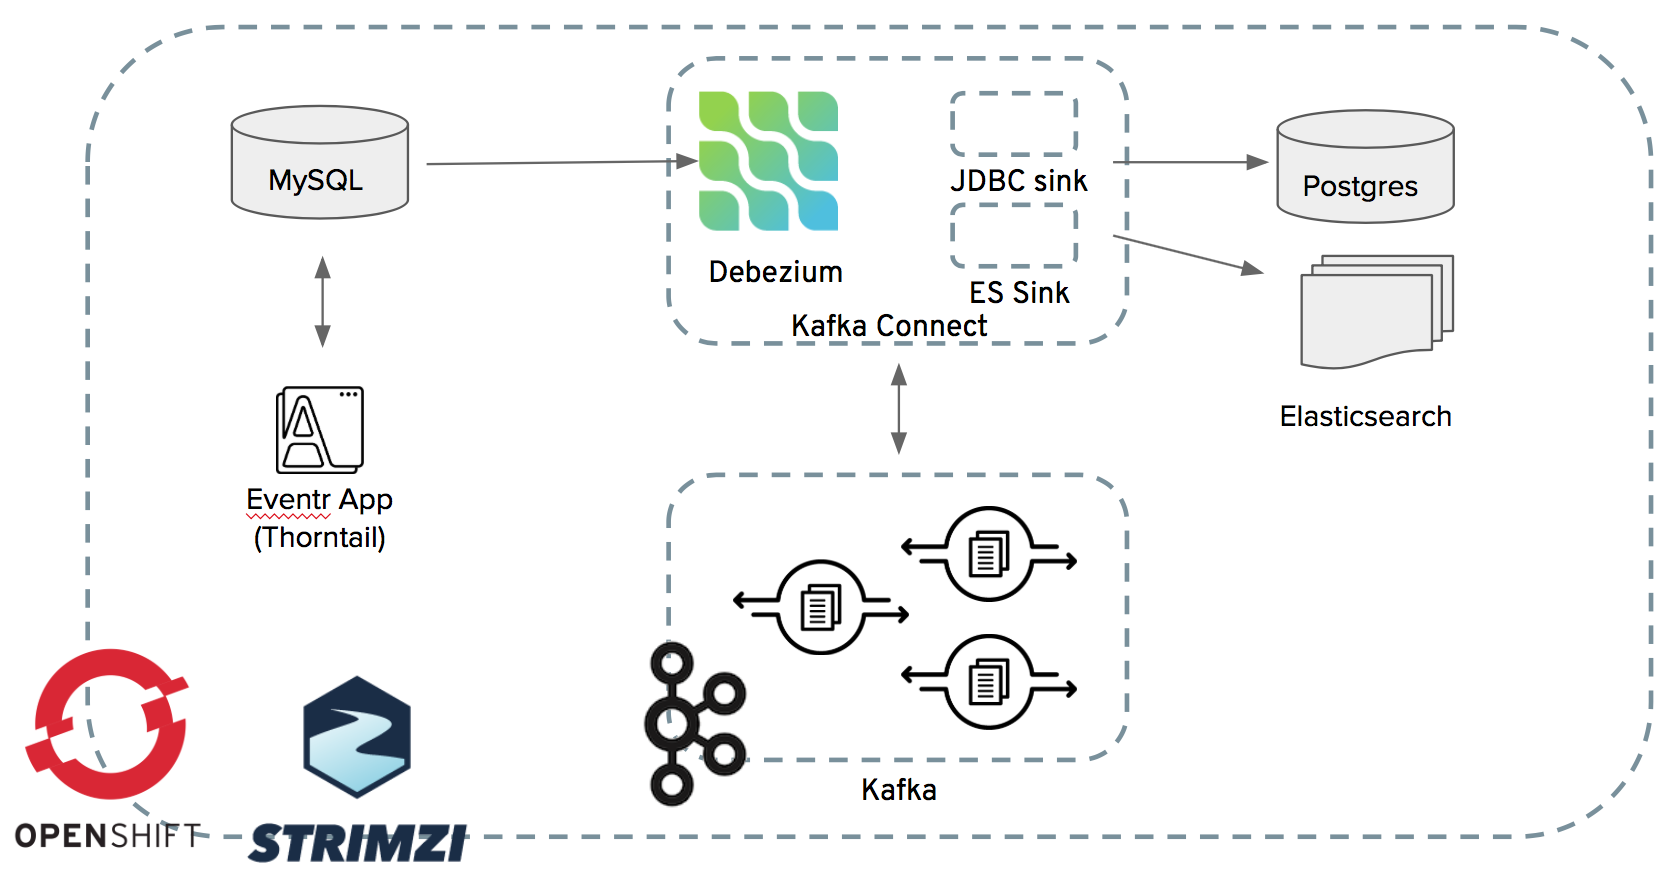 MySQL
Debezium
JDBC sink
ES Sink
Kafka Connect
Postgres
Elasticsearch
Eventr App
(Thorntail)
Kafka
OPENSHIFT
STRIMZI